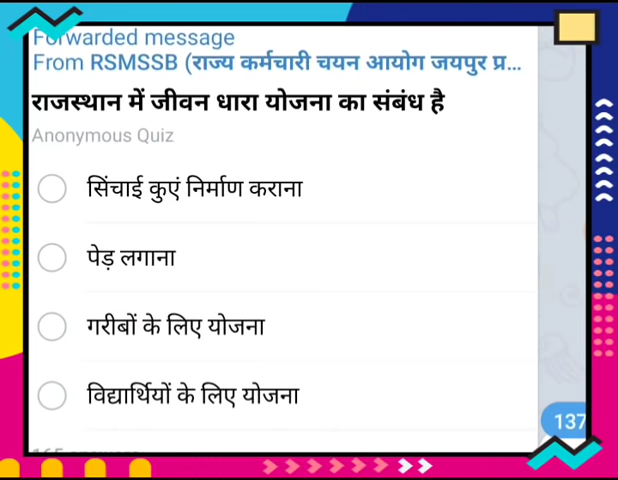 Forwarded message
From RSMSSB (राज्य कर्मचारी चयन आयोग जयपुर प्र...
राजस्थान में जीवन धारा योजना का संबंध है
Anonymous Quiz
सिंचाई कुएं निर्माण कराना
पेड़ लगाना
गरीबों के लिए योजना
विद्यार्थियों के लिए योजना
137